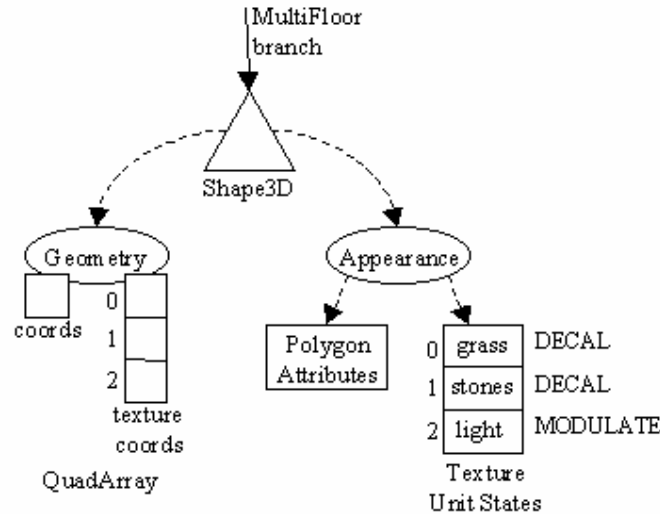 MultiFloor
branch
Shape3D
Geometry
Appearance
coords
0
1
2
texture
coords
QuadArray
Polygon
Attributes
0 grass DECAL
1 stones DECAL
2 light MODULATE
Texture
Unit States